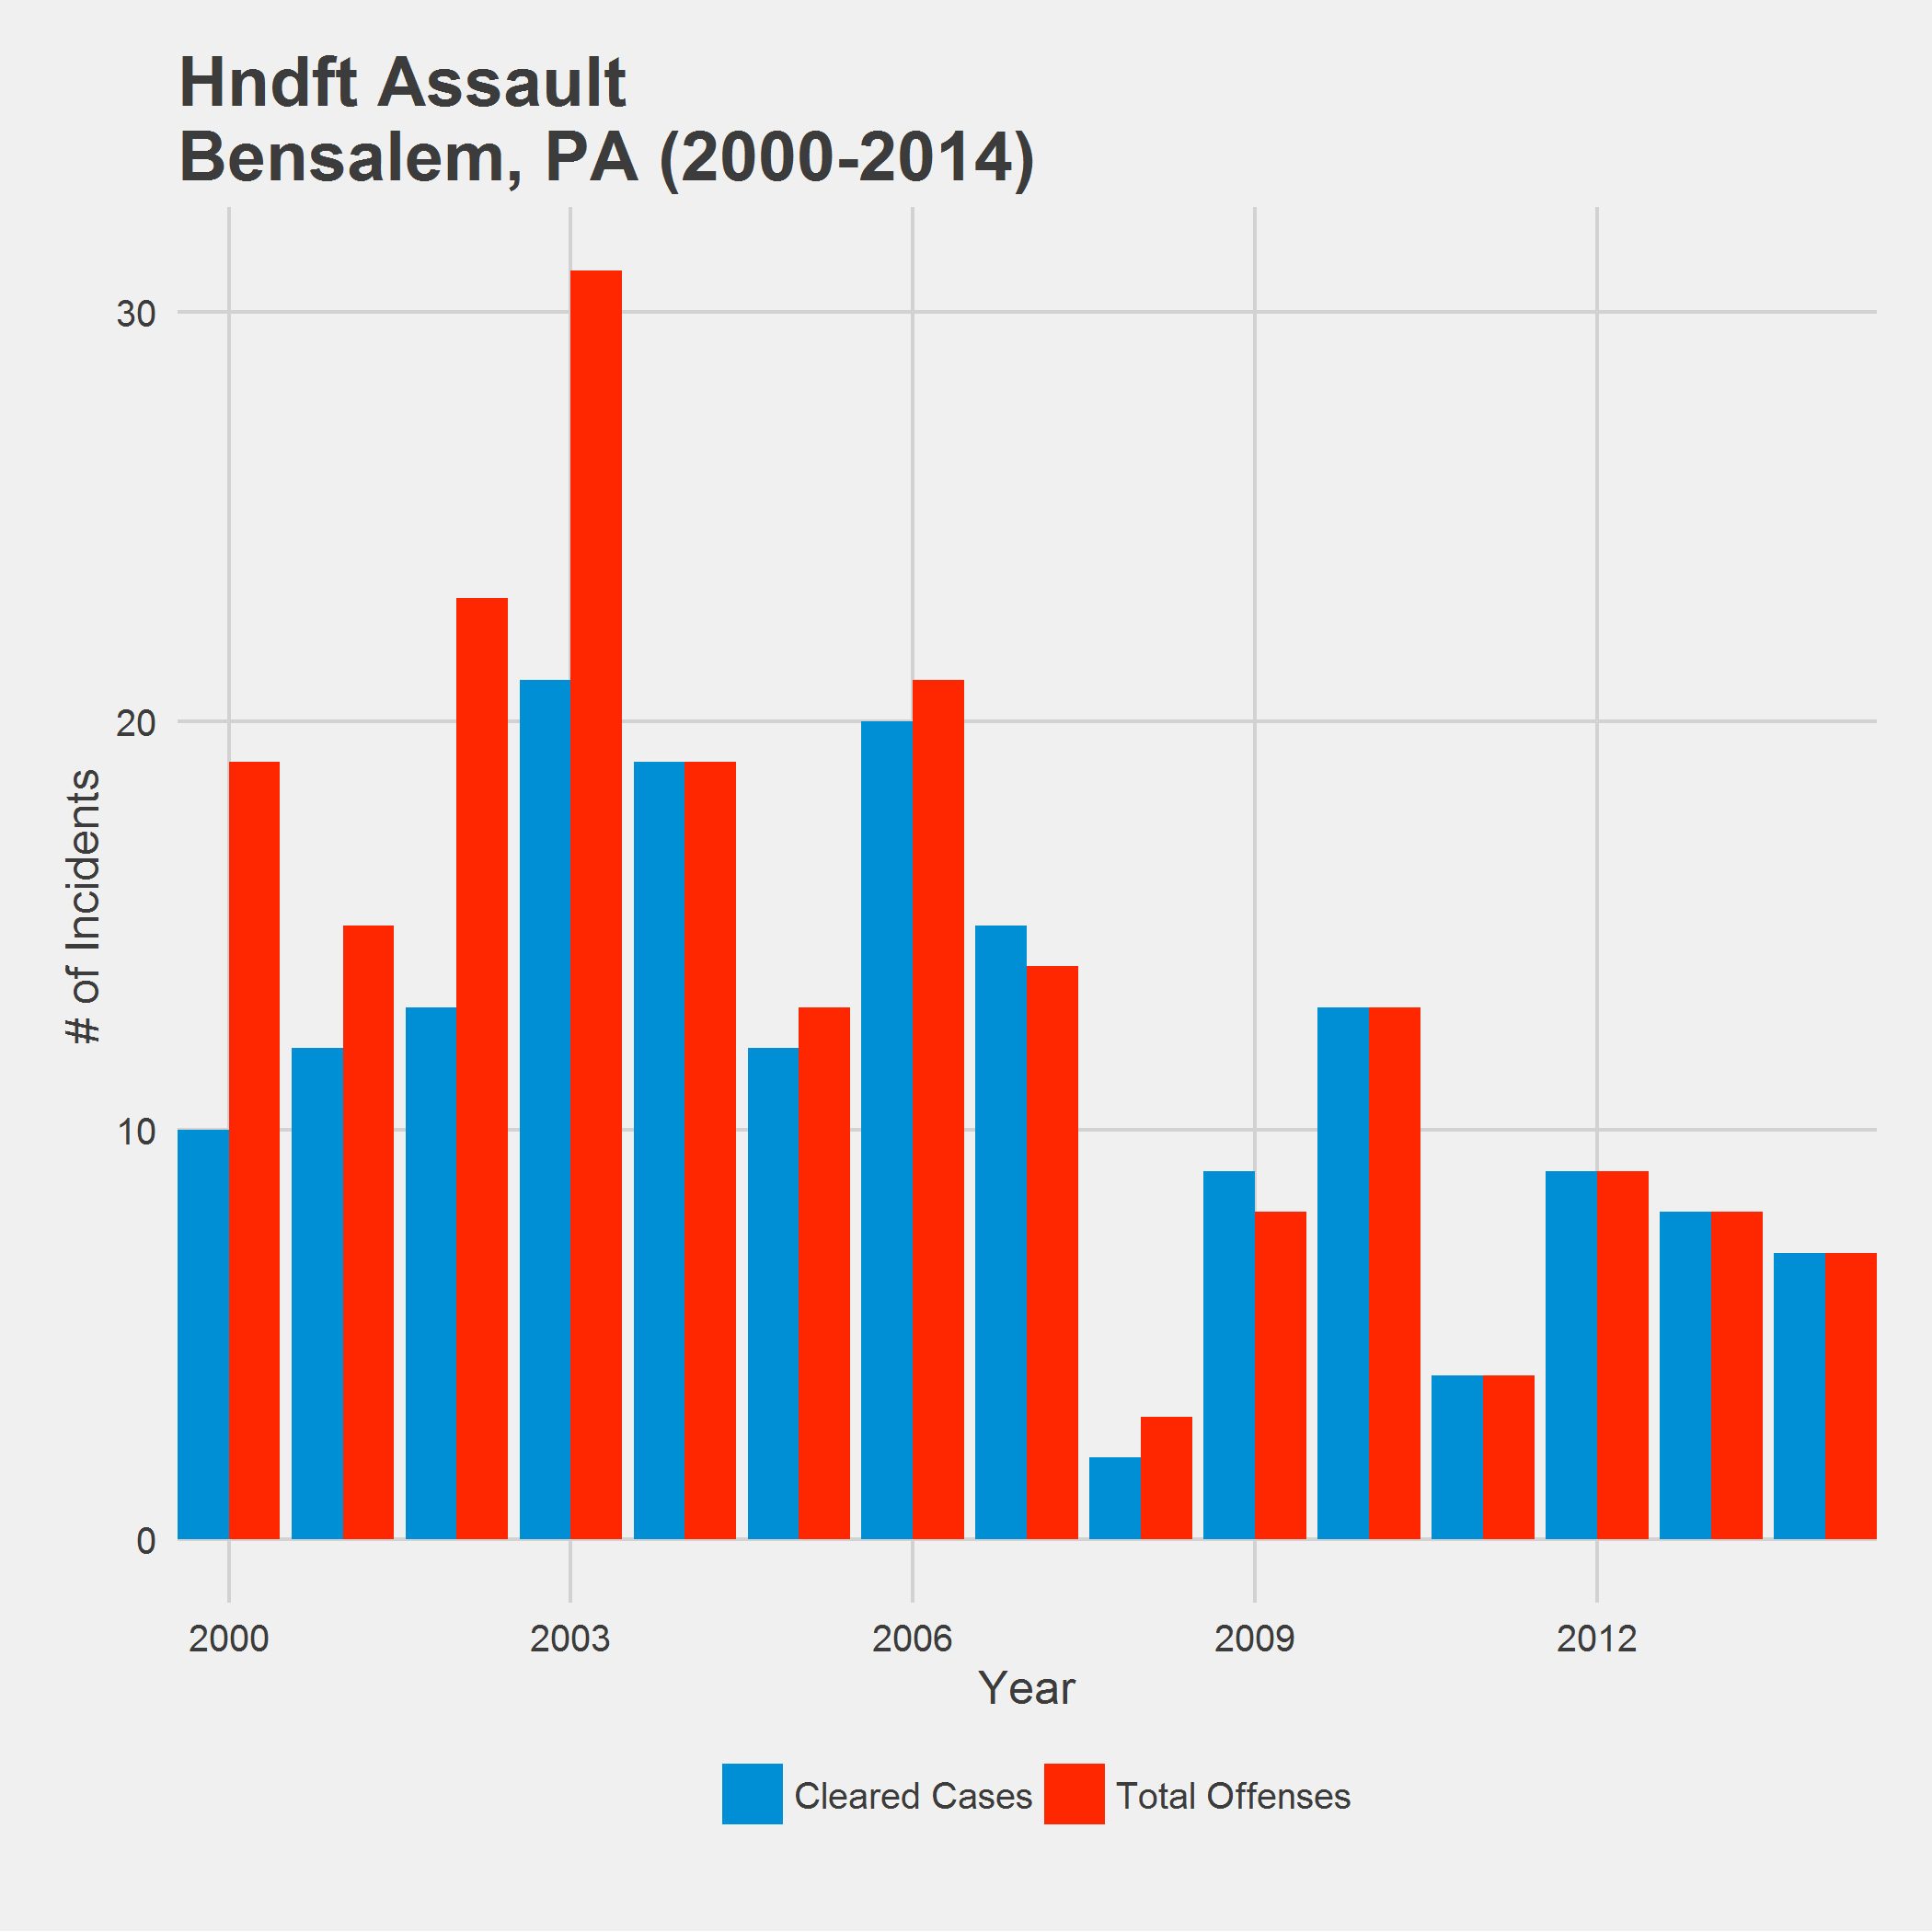 Hndft Assault
Bensalem, PA (2000-2014)
30
20
10
0
# of Incidents
2000 2003 2006 2009 2012
Year
Cleared Cases Total Offenses